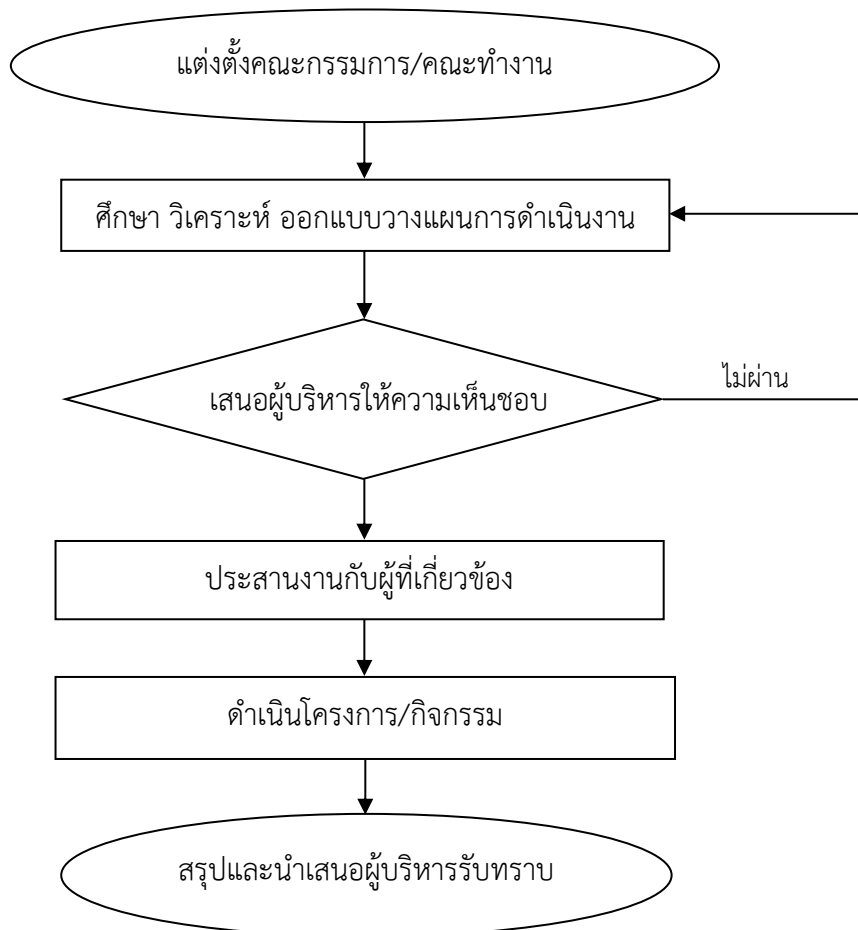 แต่งตั้งคณะกรรมการ/คณะทำงาน
ศึกษา วิเคราะห์ ออกแบบวางแผนการดำเนินงาน
เสนอผู้บริหารให้ความเห็นชอบ
ไม่ผ่าน
ประสานงานกับผู้ที่เกี่ยวข้อง
ดำเนินโครงการ/กิจกรรม
สรุปและนำเสนอผู้บริหารรับทราบ